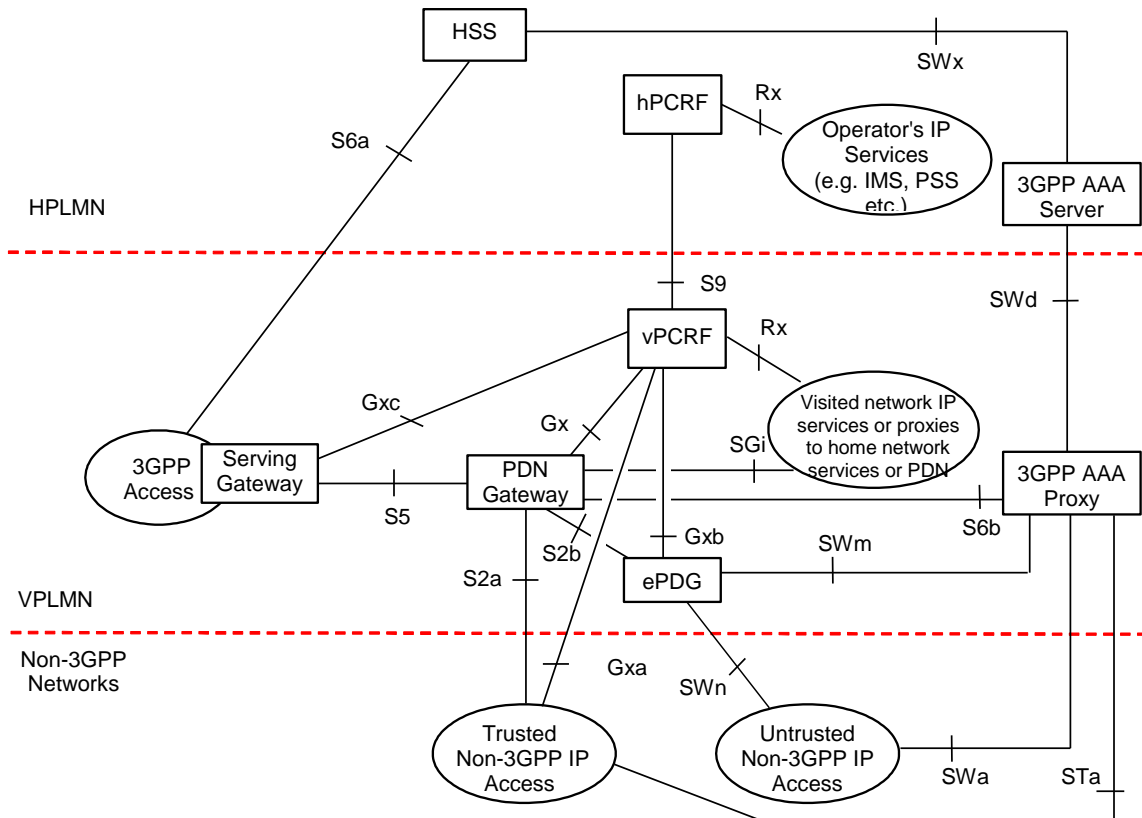 HSS
SWx
hPCRF
Rx
Operator's IP
Services
(e.g. IMS, PSS
etc.)
S6a
3GPP AAA
Server
HPLMN
S9
SWd
vPCRF
Rx
Gxc
Gx
Visited network IP
services or proxies
to home network
services or PDN
SGi
3GPP
Access
Serving
Gateway
PDN
Gateway
3GPP AAA
Proxy
S5
S6b
S2b
Gxb
SWm
S2a
ePDG
VPLMN
Non-3GPP
Networks
Gxa
SWn
Trusted
Non-3GPP IP
Access
Untrusted
Non-3GPP IP
Access
SWa
STa